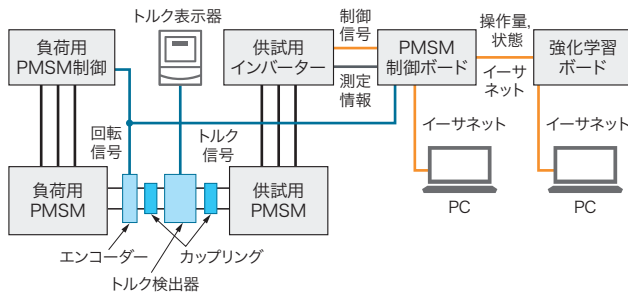 トルク表示器
負荷用
PMSM制御
供試用
インバーター
制御
信号
測定
情報
PMSM
制御ボード
操作量,
状態
イーサ
ネット
強化学習
ボード
回転
信号
トルク
信号
イーサネット
イーサネット
負荷用
PMSM
供試用
PMSM
PC
PC
エンコーダー
カップリング
トルク検出器